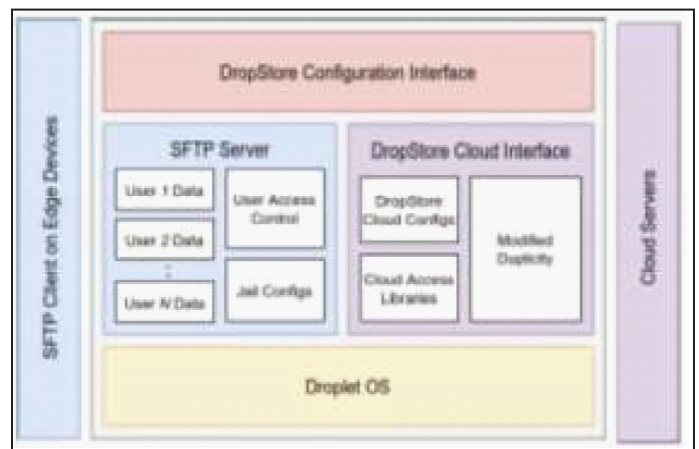 SFTP Client on Edge Devices
DropStore Configuration Interface
SFTP Server
User 1 Data
User 2 Data
⋮
User N Data
User Access
Control
Jail Configs
DropStore Cloud Interface
DropStore
Cloud Configs
Cloud Access
Libraries
Modified
Duplicity
Droplet OS
Cloud Servers